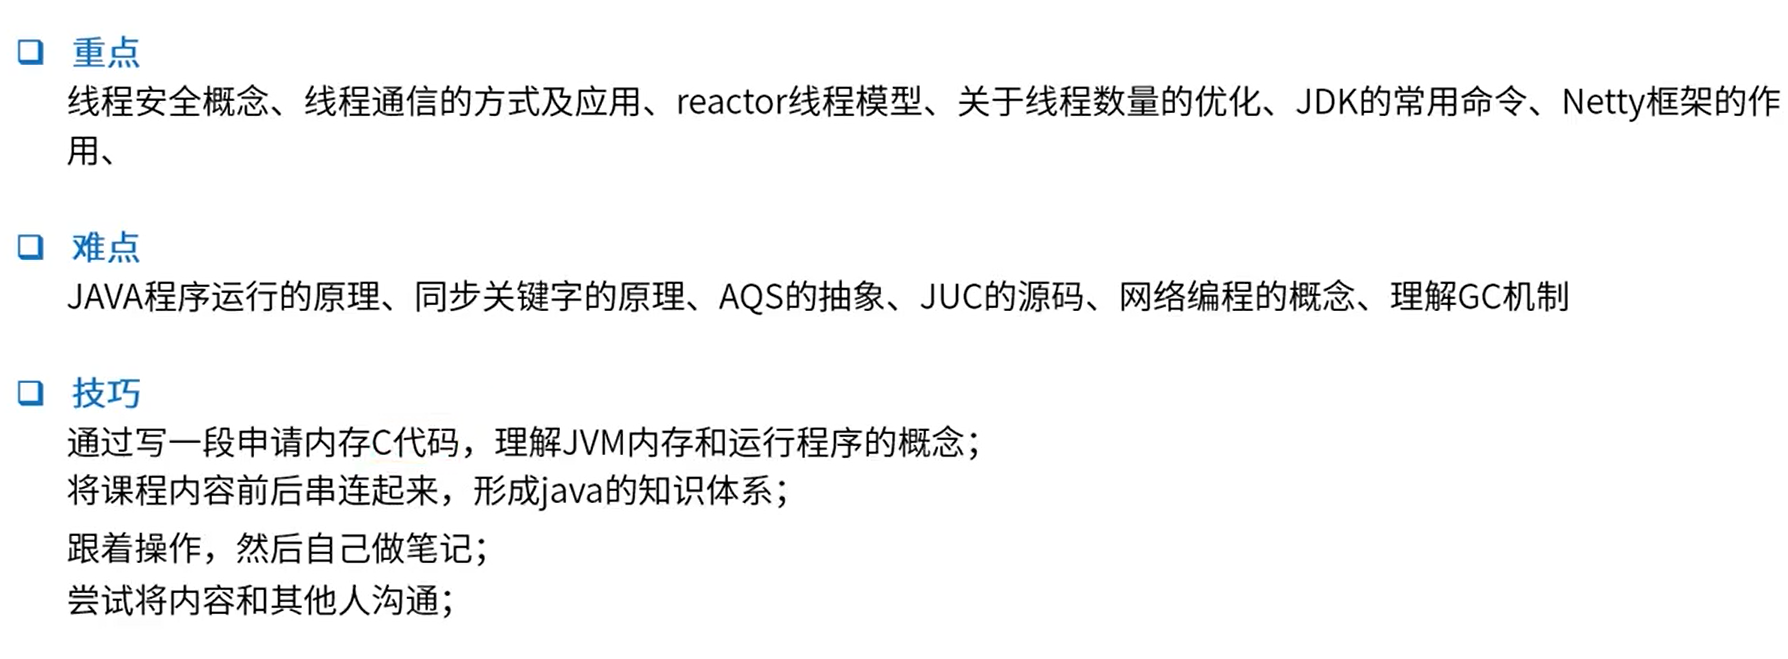 重点
线程安全概念、线程通信的方式及应用、reactor线程模型、关于线程数量的优化、JDK的常用命令、Netty框架的作
用、
难点
JAVA程序运行的原理、同步关键字的原理、AQS的抽象、JUC的源码、网络编程的概念、理解GC机制
技巧
通过写一段申请内存C代码，理解JVM内存和运行程序的概念；
将课程内容前后串连起来，形成java的知识体系；
跟着操作，然后自己做笔记；
尝试将内容和其他人沟通；